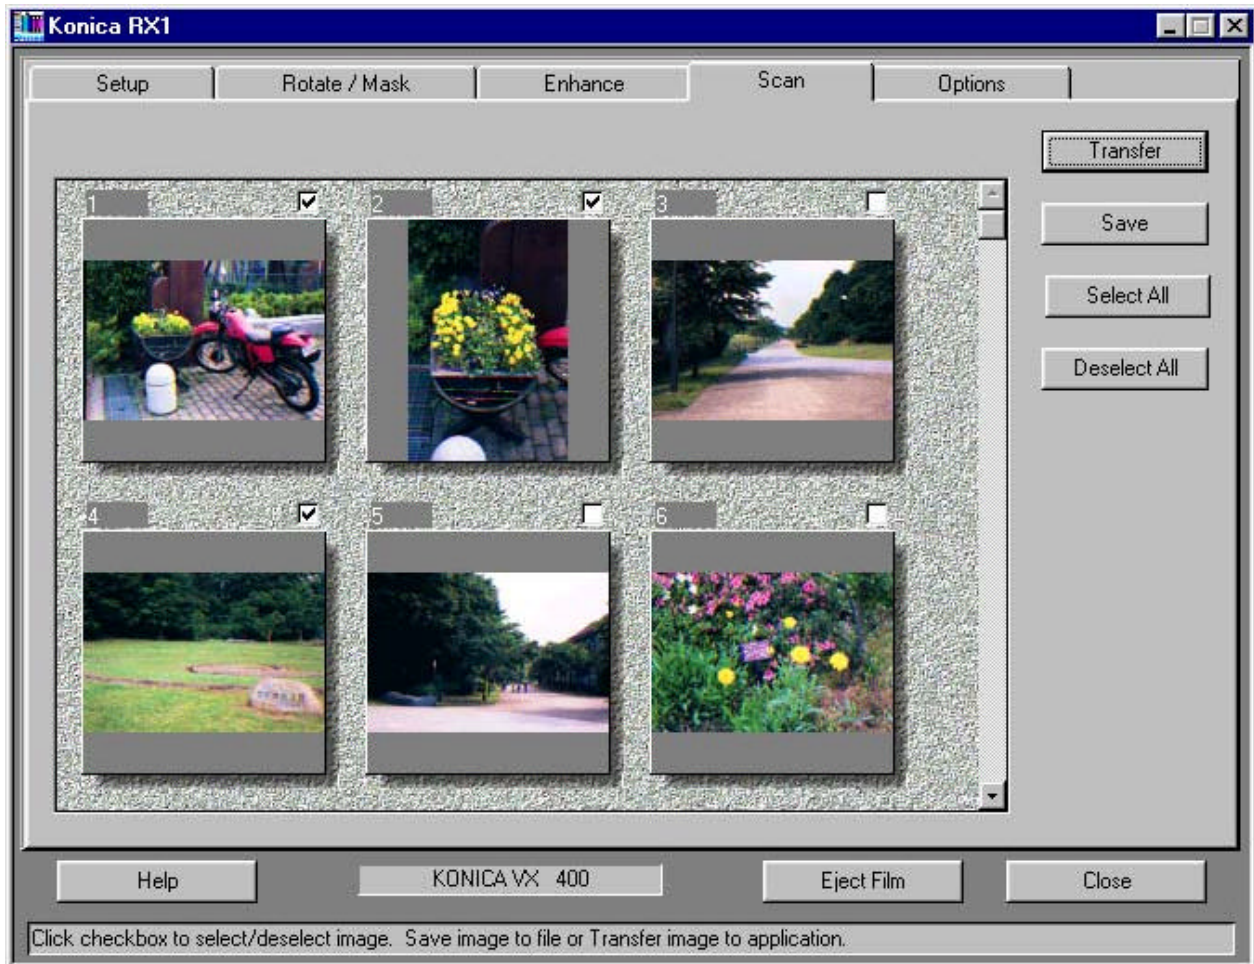 Konica RX1
Setup Rotate / Mask Enhance Scan Options
Transfer
1 2 3
Save
Select All
Deselect All
4 5 6
Help KONICA VX 400 Eject Film Close
Click checkbox to select/deselect image. Save image to file or Transfer image to application.